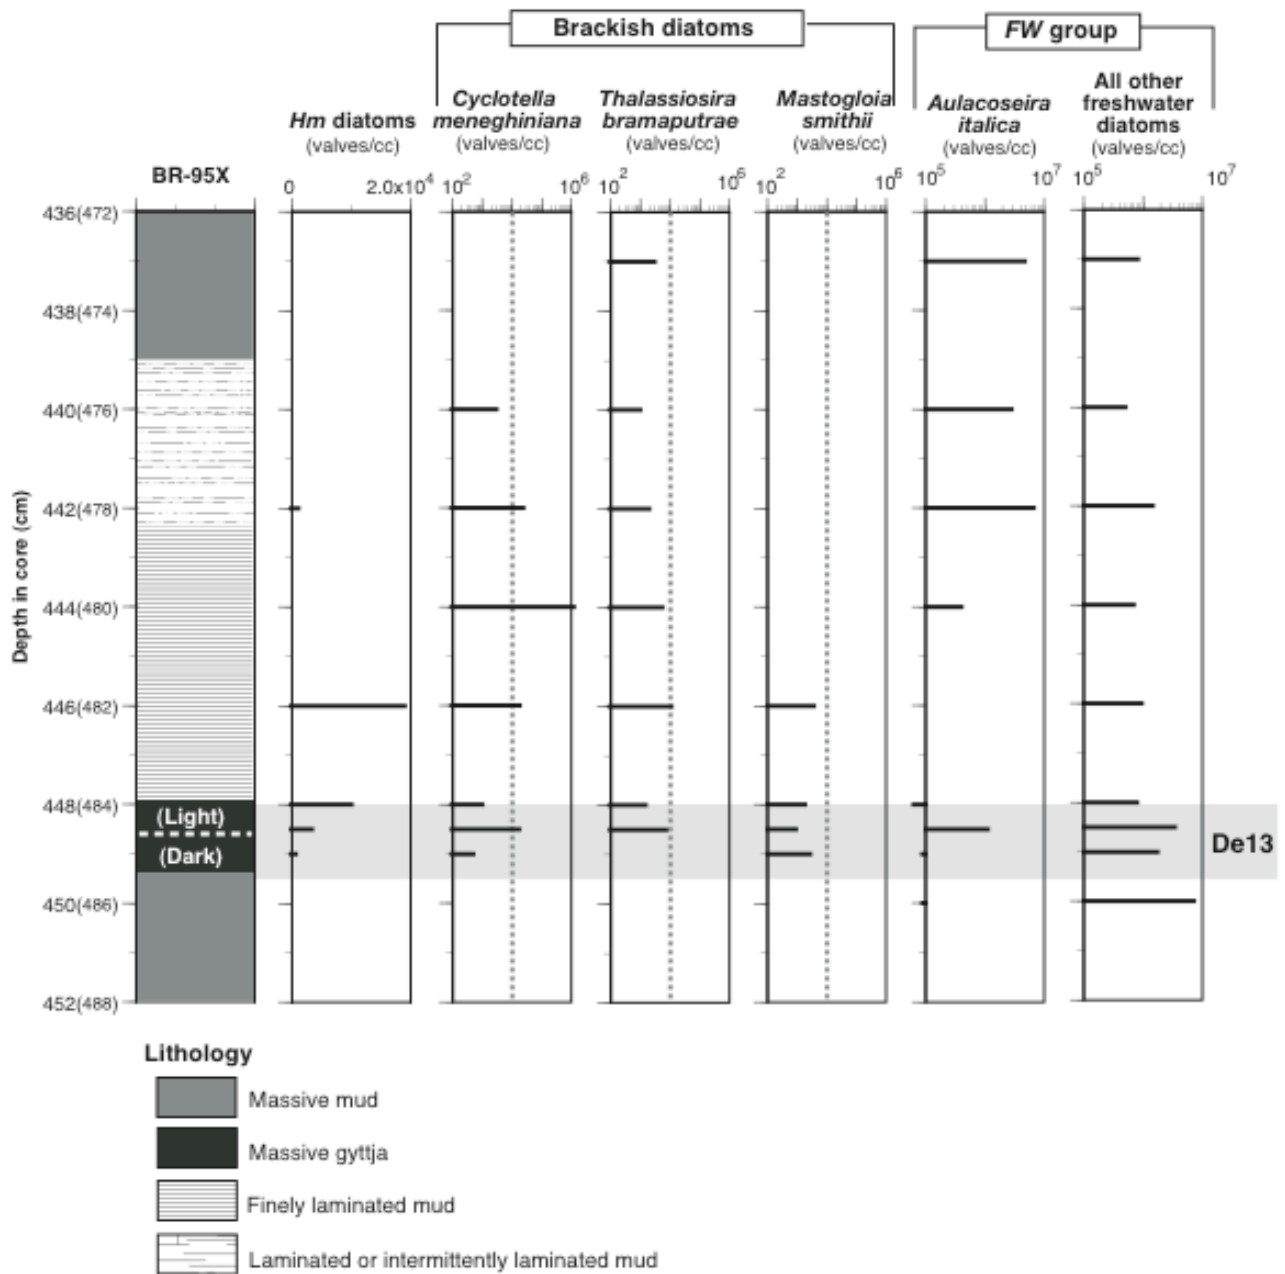 Brackish diatoms
FW group
Hm diatoms
(valves/cc)
Cyclotella
meneghiniana
(valves/cc)
Thalassiosira
bramaputrae
(valves/cc)
Mastogloia
smithii
(valves/cc)
Aulacoseira
italica
(valves/cc)
All other
freshwater
diatoms
(valves/cc)
BR-95X
0 2.0x10⁴ 10² 10⁶ 10² 10⁶ 10² 10⁶ 10⁵ 10⁷ 10⁵ 10⁷
Depth in core (cm)
436(472)
438(474)
440(476)
442(478)
444(480)
446(482)
448(484)
450(486)
452(488)
(Light)
(Dark)
De13
Lithology
Massive mud
Massive gyttja
Finely laminated mud
Laminated or intermittently laminated mud